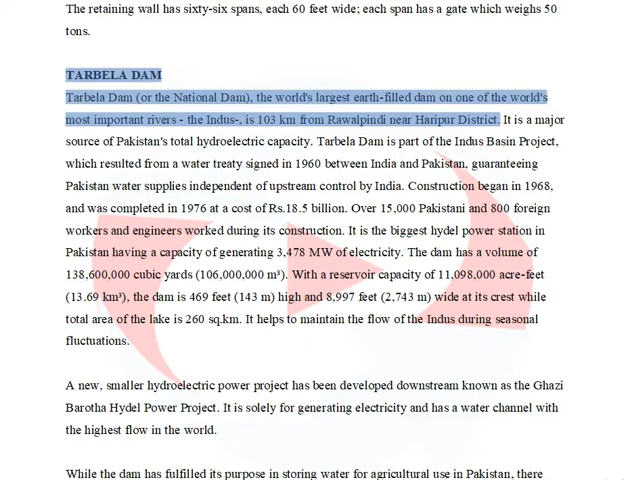 The retaining wall has sixty-six spans, each 60 feet wide; each span has a gate which weighs 50
tons.
TARBELA DAM
Tarbela Dam (or the National Dam), the world's largest earth-filled dam on one of the world's
most important rivers - the Indus-, is 103 km from Rawalpindi near Haripur District. It is a major
source of Pakistan's total hydroelectric capacity. Tarbela Dam is part of the Indus Basin Project,
which resulted from a water treaty signed in 1960 between India and Pakistan, guaranteeing
Pakistan water supplies independent of upstream control by India. Construction began in 1968,
and was completed in 1976 at a cost of Rs.18.5 billion. Over 15,000 Pakistani and 800 foreign
workers and engineers worked during its construction. It is the biggest hydel power station in
Pakistan having a capacity of generating 3,478 MW of electricity. The dam has a volume of
138,600,000 cubic yards (106,000,000 m³). With a reservoir capacity of 11,098,000 acre-feet
(13.69 km³), the dam is 469 feet (143 m) high and 8,997 feet (2,743 m) wide at its crest while
total area of the lake is 260 sq.km. It helps to maintain the flow of the Indus during seasonal
fluctuations.
A new, smaller hydroelectric power project has been developed downstream known as the Ghazi
Barotha Hydel Power Project. It is solely for generating electricity and has a water channel with
the highest flow in the world.
While the dam has fulfilled its purpose in storing water for agricultural use in Pakistan, there